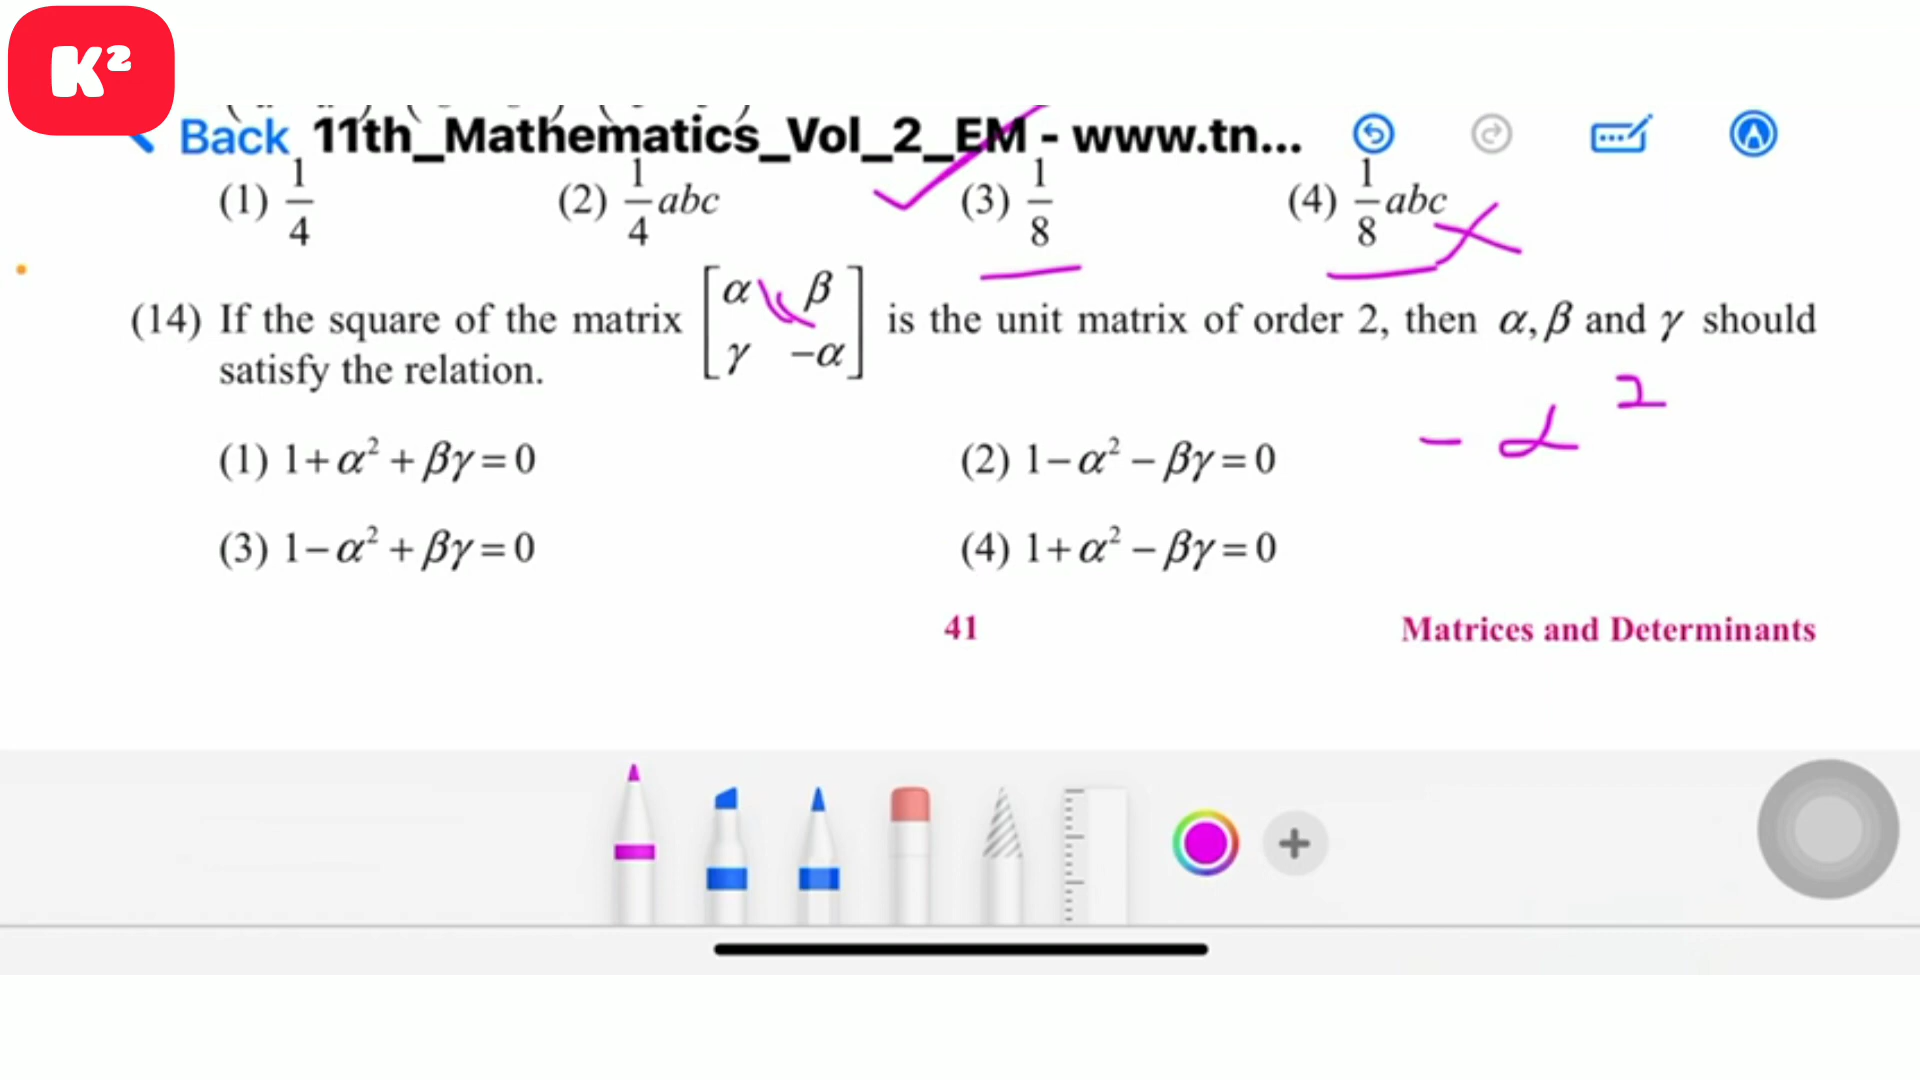 K²
Back 11th_Mathematics_Vol_2_EM - www.tn...
(1) 1/4 (2) 1/4 abc (3) 1/8 (4) 1/8 abc
(14) If the square of the matrix [α β; γ −α] is the unit matrix of order 2, then α, β and γ should
satisfy the relation.
− α 2
(1) 1+α² + βγ = 0 (2) 1−α² − βγ = 0
(3) 1−α² + βγ = 0 (4) 1+α² − βγ = 0
41 Matrices and Determinants